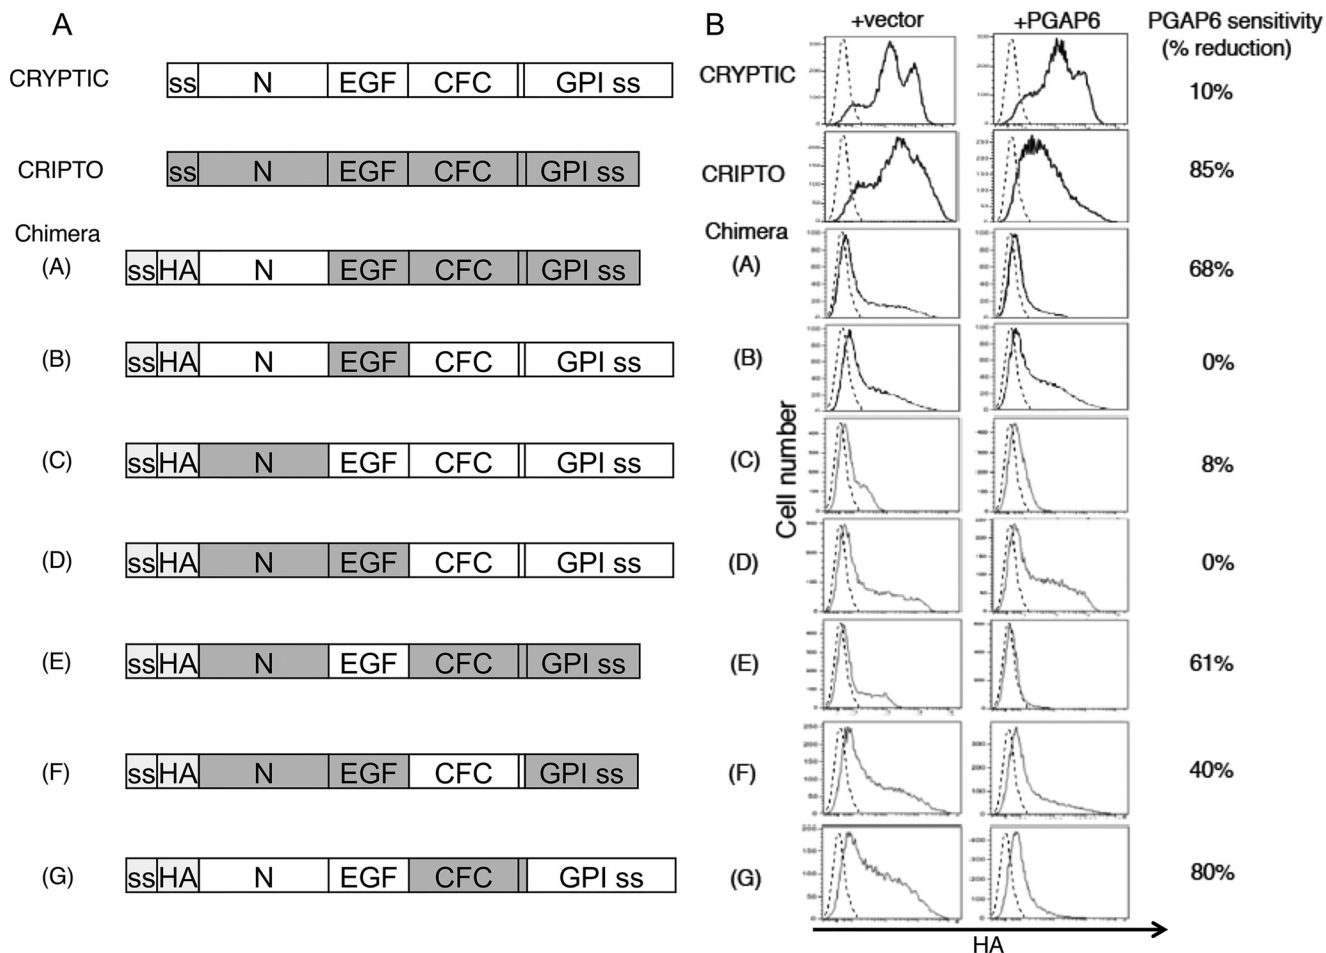 A
CRYPTIC
ss N EGF CFC GPI ss
CRIPTO
ss N EGF CFC GPI ss
Chimera
(A)
ss HA N EGF CFC GPI ss
(B)
ss HA N EGF CFC GPI ss
(C)
ss HA N EGF CFC GPI ss
(D)
ss HA N EGF CFC GPI ss
(E)
ss HA N EGF CFC GPI ss
(F)
ss HA N EGF CFC GPI ss
(G)
ss HA N EGF CFC GPI ss
B
+vector
+PGAP6
PGAP6 sensitivity
(% reduction)
CRYPTIC
10%
CRIPTO
85%
Chimera
(A)
68%
(B)
0%
(C)
8%
(D)
0%
(E)
61%
(F)
40%
(G)
80%
Cell number
HA